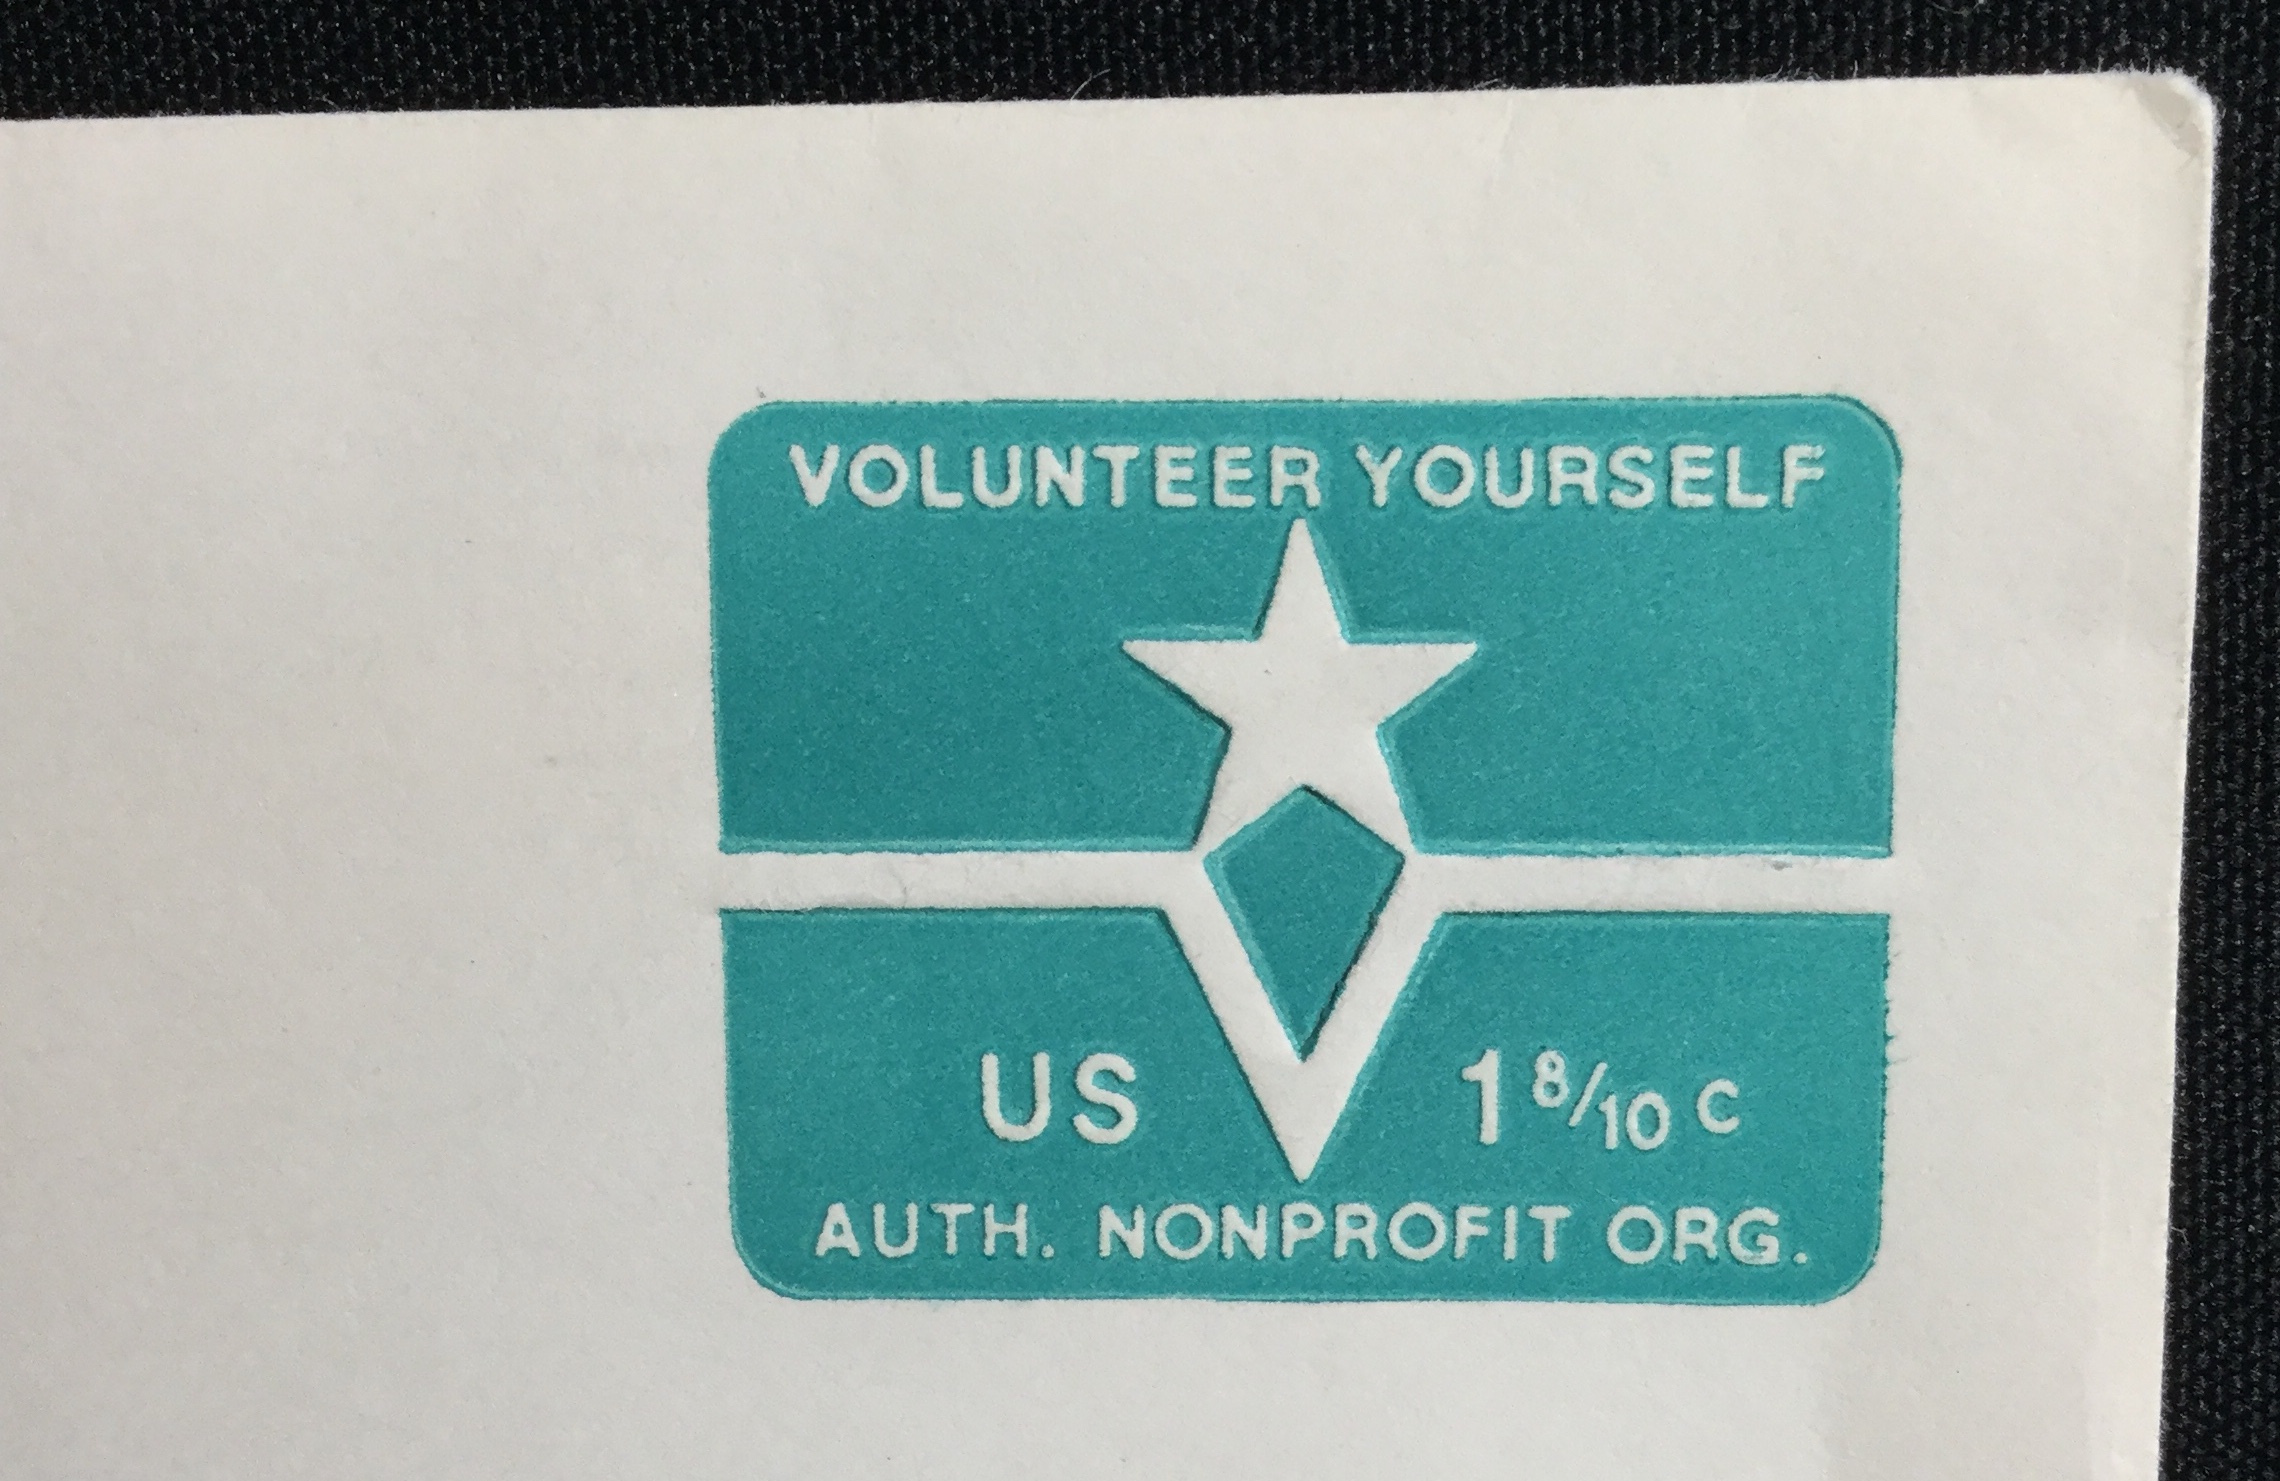 VOLUNTEER YOURSELF
US 1 8/10 c
AUTH. NONPROFIT ORG.